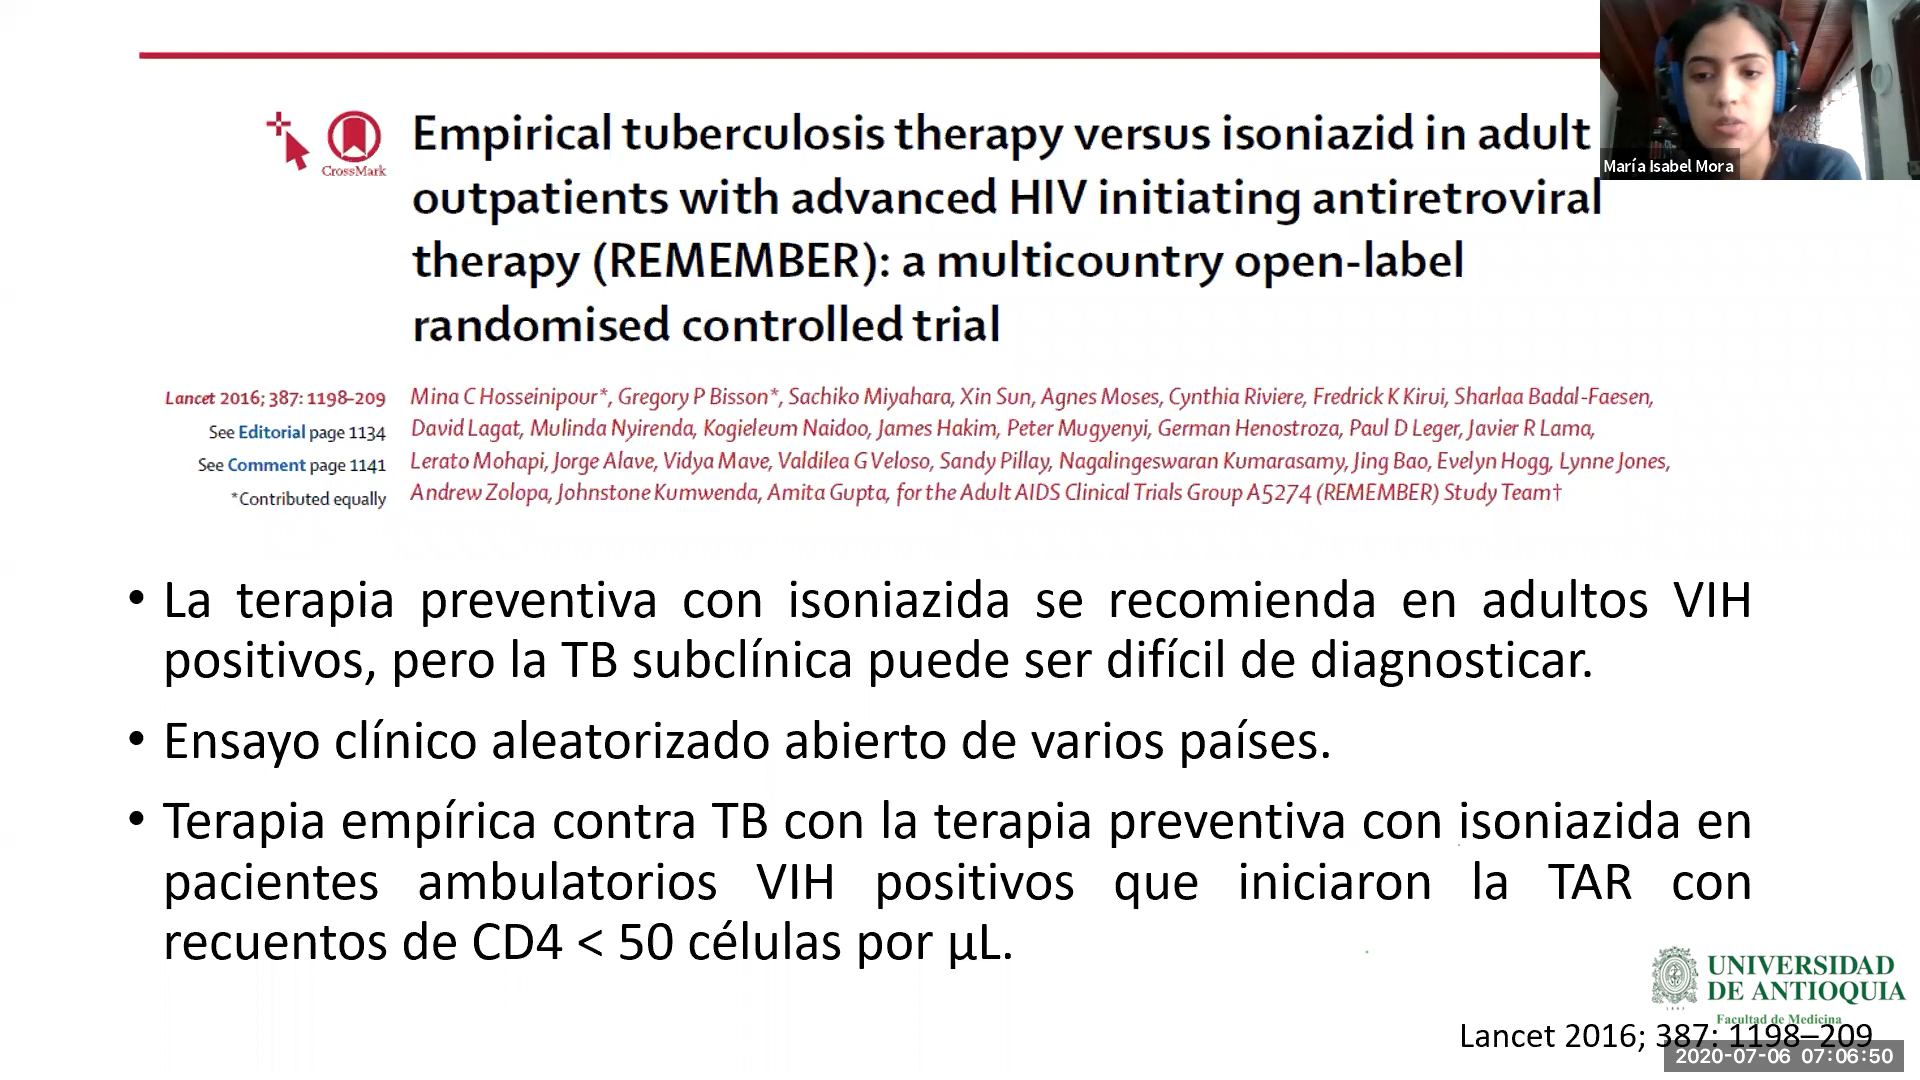 María Isabel Mora
CrossMark
Empirical tuberculosis therapy versus isoniazid in adult
outpatients with advanced HIV initiating antiretroviral
therapy (REMEMBER): a multicountry open-label
randomised controlled trial
Lancet 2016; 387: 1198–209
See Editorial page 1134
See Comment page 1141
*Contributed equally
Mina C Hosseinipour*, Gregory P Bisson*, Sachiko Miyahara, Xin Sun, Agnes Moses, Cynthia Riviere, Fredrick K Kirui, Sharlaa Badal-Faesen,
David Lagat, Mulinda Nyirenda, Kogieleum Naidoo, James Hakim, Peter Mugyenyi, German Henostroza, Paul D Leger, Javier R Lama,
Lerato Mohapi, Jorge Alave, Vidya Mave, Valdilea G Veloso, Sandy Pillay, Nagalingeswaran Kumarasamy, Jing Bao, Evelyn Hogg, Lynne Jones,
Andrew Zolopa, Johnstone Kumwenda, Amita Gupta, for the Adult AIDS Clinical Trials Group A5274 (REMEMBER) Study Team†
• La terapia preventiva con isoniazida se recomienda en adultos VIH
positivos, pero la TB subclínica puede ser difícil de diagnosticar.
• Ensayo clínico aleatorizado abierto de varios países.
• Terapia empírica contra TB con la terapia preventiva con isoniazida en
pacientes ambulatorios VIH positivos que iniciaron la TAR con
recuentos de CD4 < 50 células por µL.
UNIVERSIDAD
DE ANTIOQUIA
1803
Facultad de Medicina
Lancet 2016; 387: 1198–209
2020-07-06 07:06:50